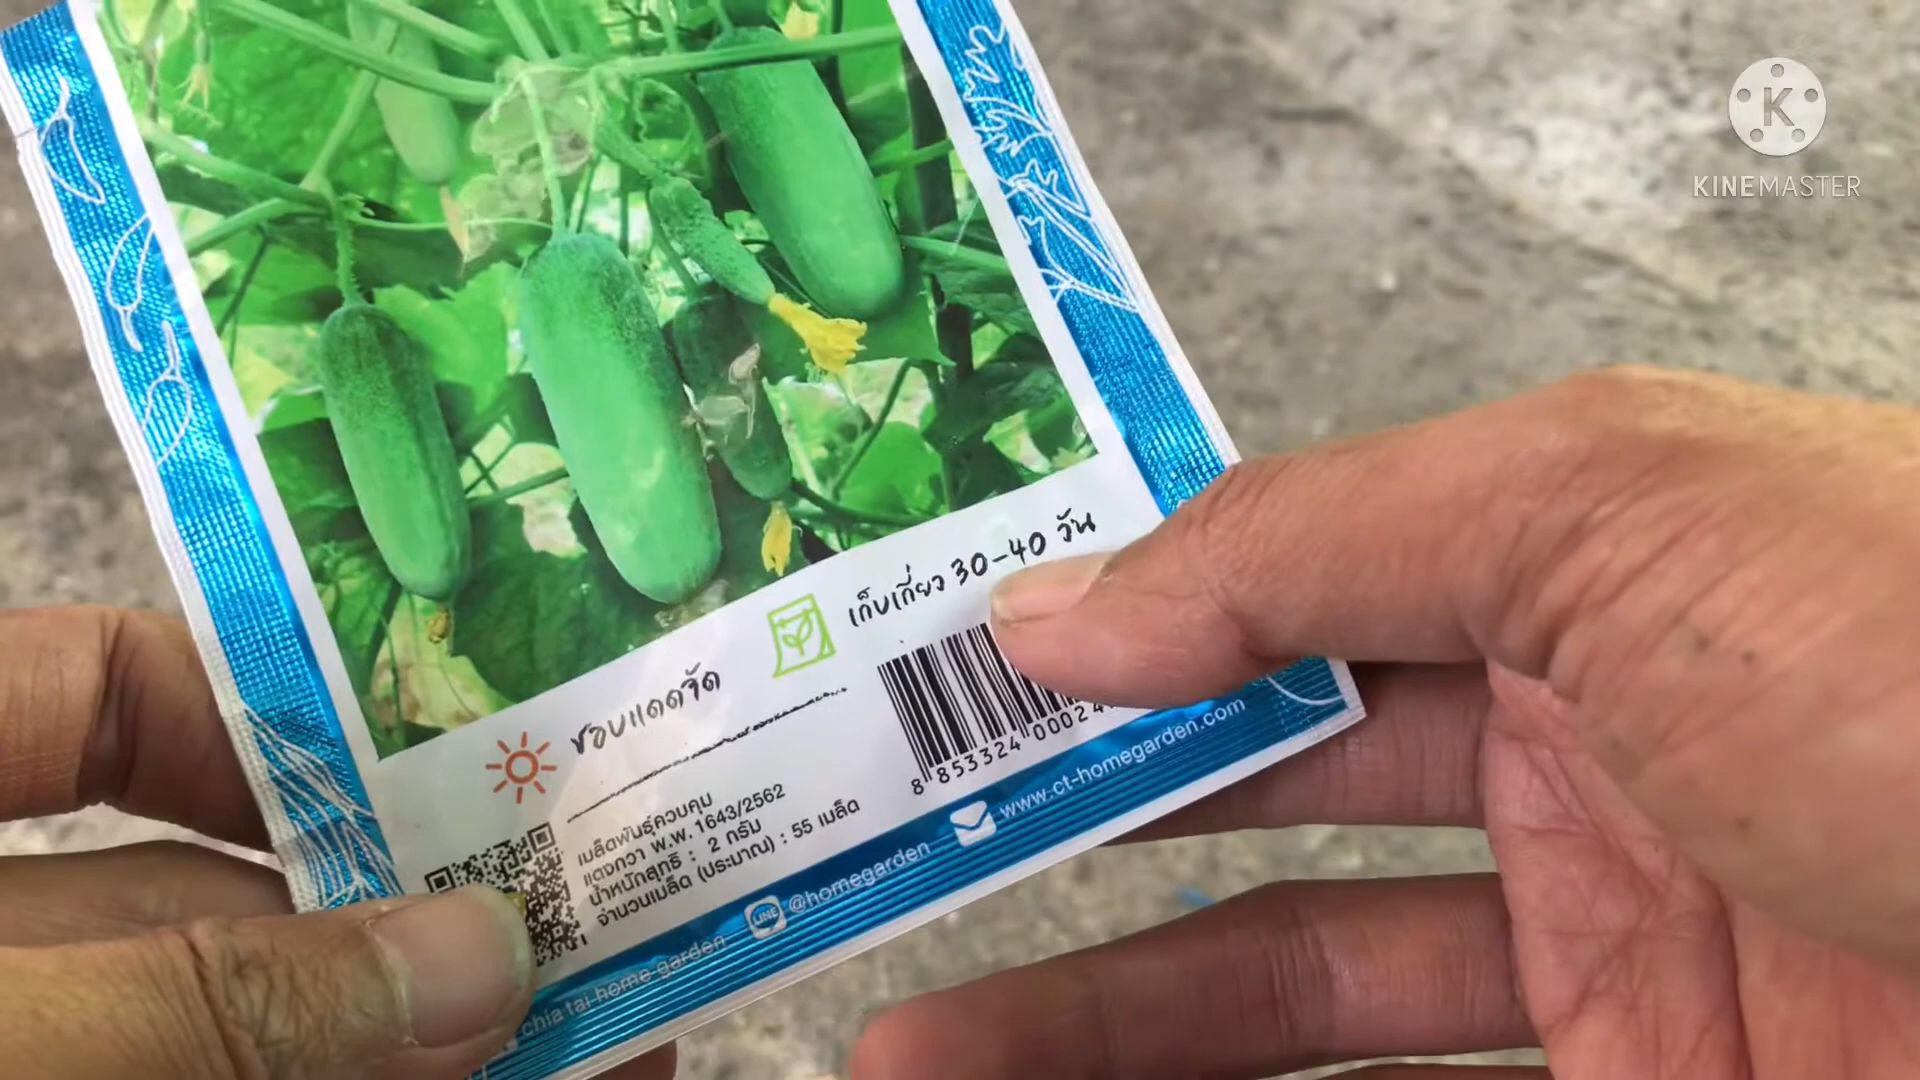 KINEMASTER
เก็บเกี่ยว 30-40 วัน
ชอบแดดจัด
เมล็ดพันธุ์ควบคุม
แตงกวา พ.พ. 1643/2562
น้ำหนักสุทธิ : 2 กรัม
จำนวนเมล็ด (ประมาณ) : 55 เมล็ด
8 853324 00024
chia tai home garden
LINE @homegarden
www.ct-homegarden.com